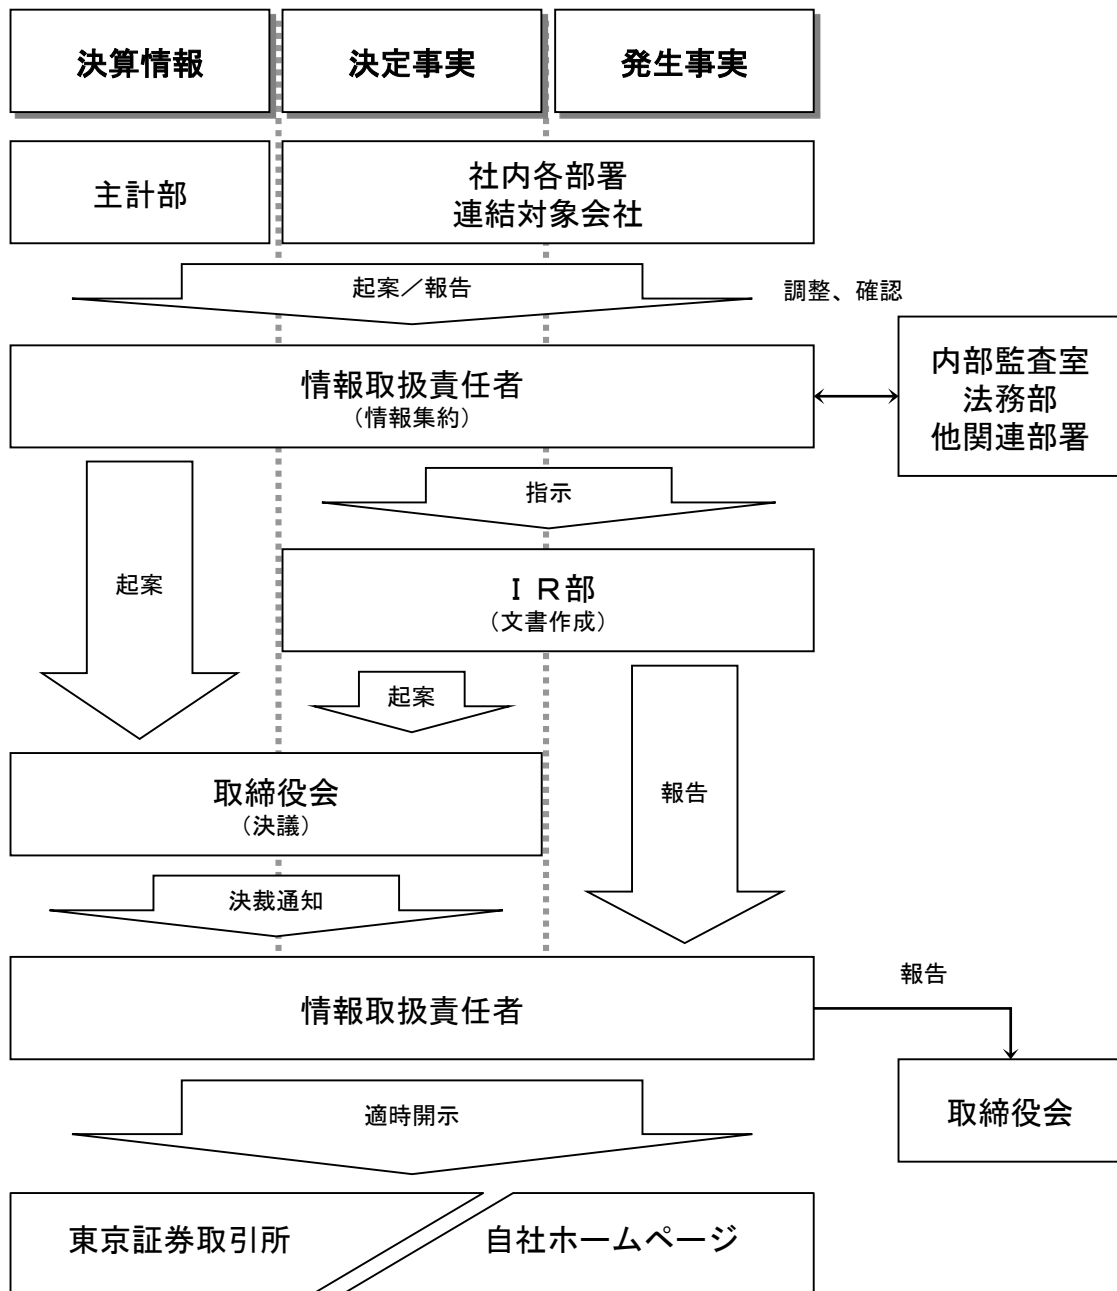 決算情報
決定事実
発生事実
主計部
社内各部署
連結対象会社
起案／報告
調整、確認
情報取扱責任者
（情報集約）
内部監査室
法務部
他関連部署
指示
起案
ＩＲ部
（文書作成）
起案
取締役会
（決議）
報告
決裁通知
情報取扱責任者
報告
取締役会
適時開示
東京証券取引所
自社ホームページ